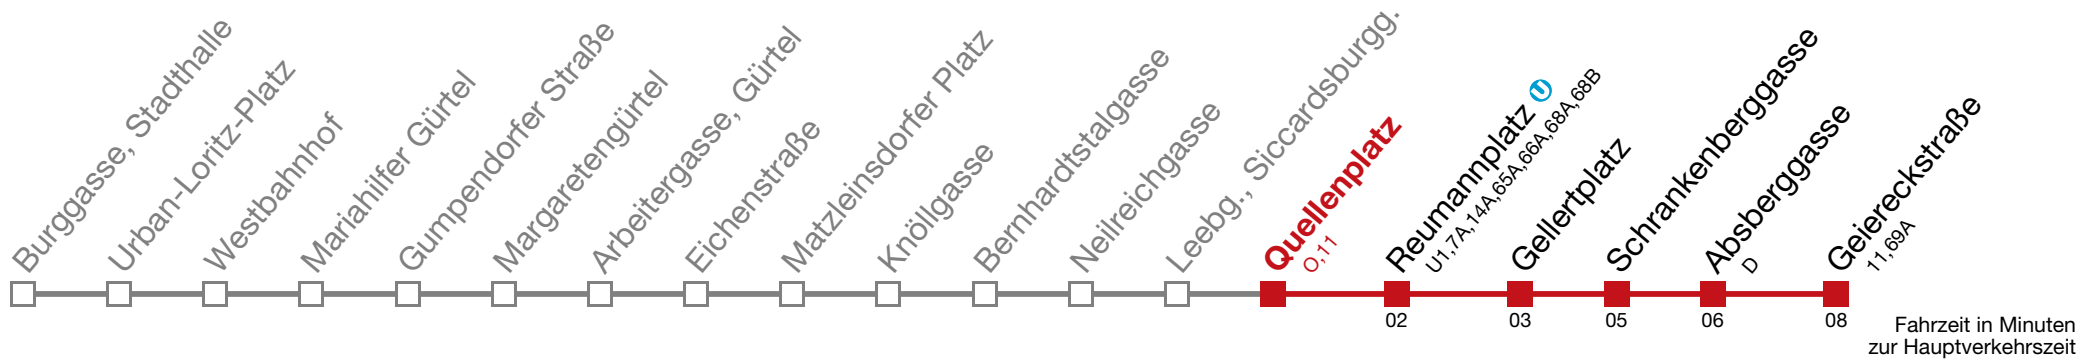 Burggasse, Stadthalle
Urban-Loritz-Platz
Westbahnhof
Mariahilfer Gürtel
Gumpendorfer Straße
Margaretengürtel
Arbeitergasse, Gürtel
Eichenstraße
Matzleinsdorfer Platz
Knöllgasse
Bernhardtstalgasse
Neilreichgasse
Leebg., Siccardsburgg.
Quellenplatz
O,11
Reumannplatz U
U1,7A,14A,65A,66A,68A,68B
Gellertplatz
Schrankenberggasse
Absberggasse
D
Geiereckstraße
11,69A
02
03
05
06
08
Fahrzeit in Minuten
zur Hauptverkehrszeit